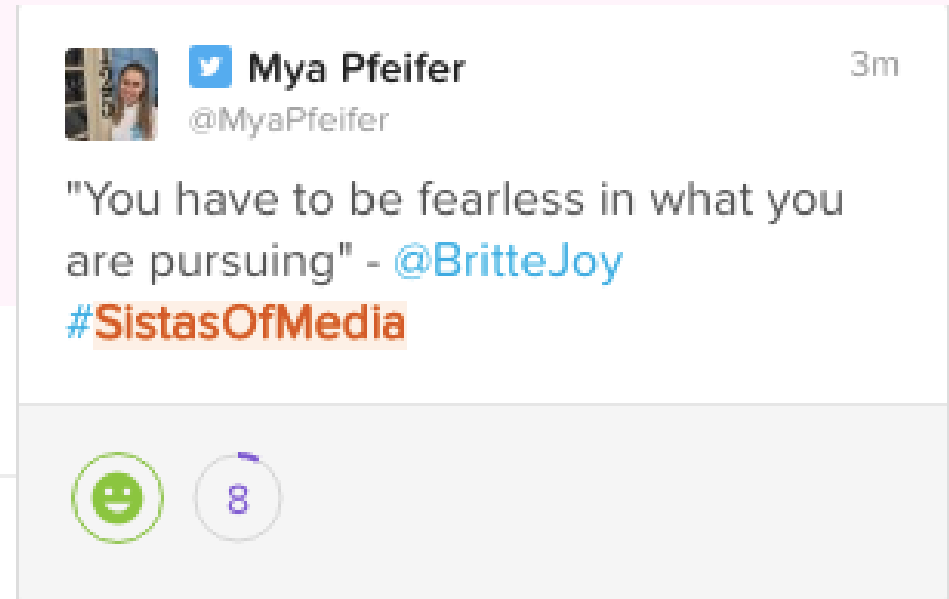 Mya Pfeifer
3m
@MyaPfeifer
"You have to be fearless in what you
are pursuing" - @BritteJoy
#SistasOfMedia
8